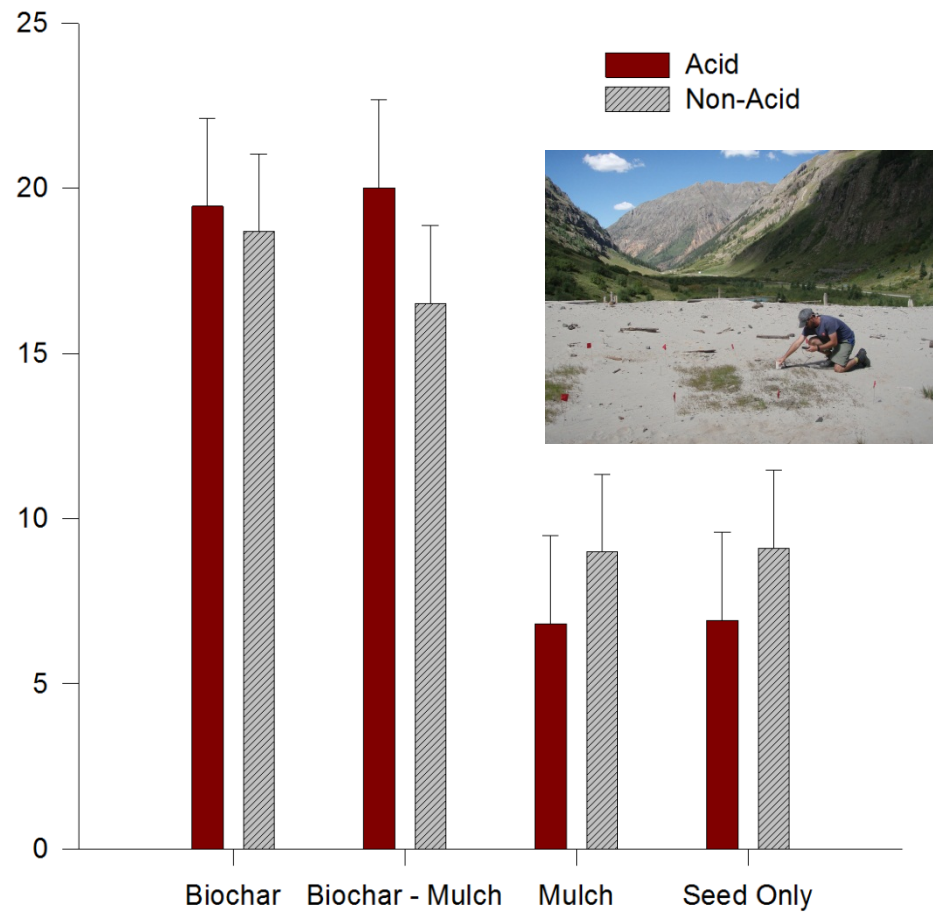 25
20
15
10
5
0
Acid
Non-Acid
Biochar
Biochar - Mulch
Mulch
Seed Only